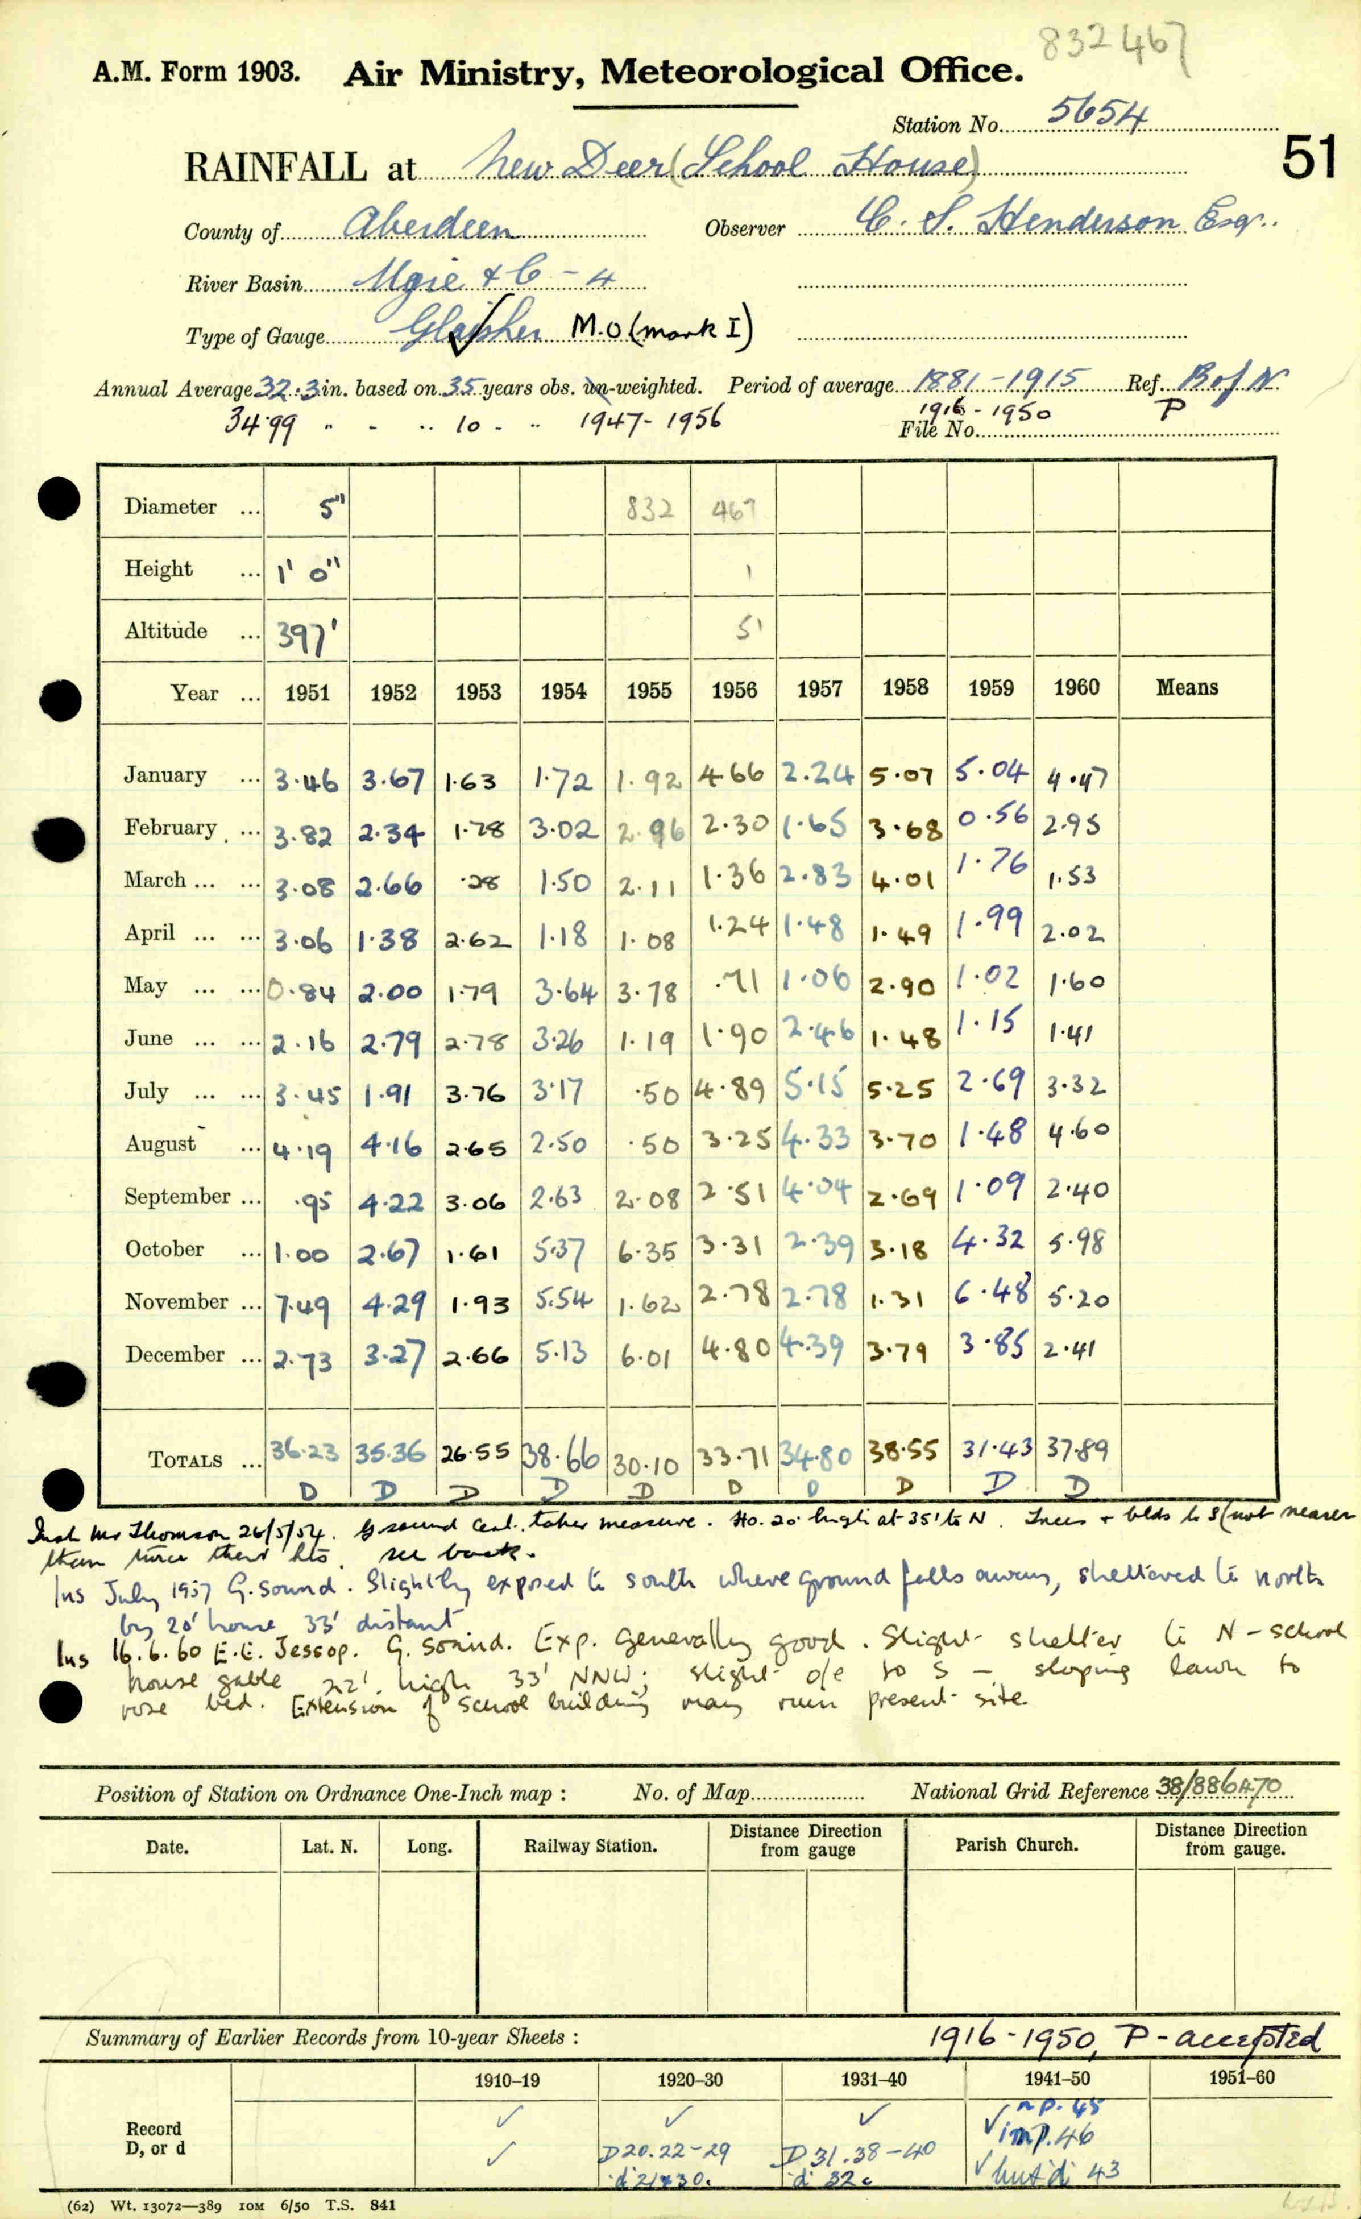 832467
A.M. Form 1903. Air Ministry, Meteorological Office.
Station No. 5654
51
RAINFALL at New Deer (School House)
County of Aberdeen Observer C. S. Henderson Esq.
River Basin Ugie & C - 4
Type of Gauge Glaisher M.O (mark I)
Annual Average 32.3 in. based on 35 years obs. un-weighted. Period of average 1881-1915 Ref. B of N.
34.99 " - .. 10 - .. 1947-1956 1916-1950 P
File No.
Diameter ... 5" 832 467
Height ... 1' 0" 1
Altitude ... 397' 51
Year ... 1951 1952 1953 1954 1955 1956 1957 1958 1959 1960 Means
January ... 3.46 3.67 1.63 1.72 1.92 4.66 2.24 5.07 5.04 4.47
February ... 3.82 2.34 1.78 3.02 2.96 2.30 1.65 3.68 0.56 2.95
March ... ... 3.08 2.66 .28 1.50 2.11 1.36 2.83 4.01 1.76 1.53
April ... ... 3.06 1.38 2.62 1.18 1.08 1.24 1.48 1.49 1.99 2.02
May ... ... 0.84 2.00 1.79 3.64 3.78 .71 1.06 2.90 1.02 1.60
June ... ... 2.16 2.79 2.78 3.26 1.19 1.90 2.46 1.48 1.15 1.41
July ... ... 3.45 1.91 3.76 3.17 .50 4.89 5.15 5.25 2.69 3.32
August ... 4.19 4.16 2.65 2.50 .50 3.25 4.33 3.70 1.48 4.60
September ... .95 4.22 3.06 2.63 2.08 2.51 4.04 2.69 1.09 2.40
October ... 1.00 2.67 1.61 5.37 6.35 3.31 2.39 3.18 4.32 5.98
November ... 7.49 4.29 1.93 5.54 1.62 2.78 2.78 1.31 6.48 5.20
December ... 2.73 3.27 2.66 5.13 6.01 4.80 4.39 3.79 3.85 2.41
TOTALS ... 36.23 35.36 26.55 38.66 30.10 33.71 34.80 38.55 31.43 37.89
D D D D D D D D D D
Inst Mr Thomson 26/5/54. G sound taker measure. Ho. 20' high at 35' to N. Trees + blds to S (not nearer
than twice their hts. see back.
Ins July 1957 G. sound. Slightly exposed to south where ground falls away, sheltered to north
by 20' house 33' distant.
Ins 16.6.60 E.E. Jessop. G. sound. Exp. generally good. Slight shelter to N - school
house gable 22' high 33' NNW; slight o/e to S - sloping lawn to
rose bed. Extension of school building may ruin present site
Position of Station on Ordnance One-Inch map : No. of Map National Grid Reference 38/886470
Date. Lat. N. Long. Railway Station. Distance Direction from gauge Parish Church. Distance Direction from gauge.
Summary of Earlier Records from 10-year Sheets : 1916-1950, P-accepted
1910–19 1920–30 1931–40 1941–50 1951–60
Record ✓ ✓ ✓ ✓ n p. 45
imp. 46
D, or d ✓ D20.22-29 D31.38-40 ✓ but d 43
d 21 & 30. d 32
(62) Wt. 13072—389 10M 6/50 T.S. 841